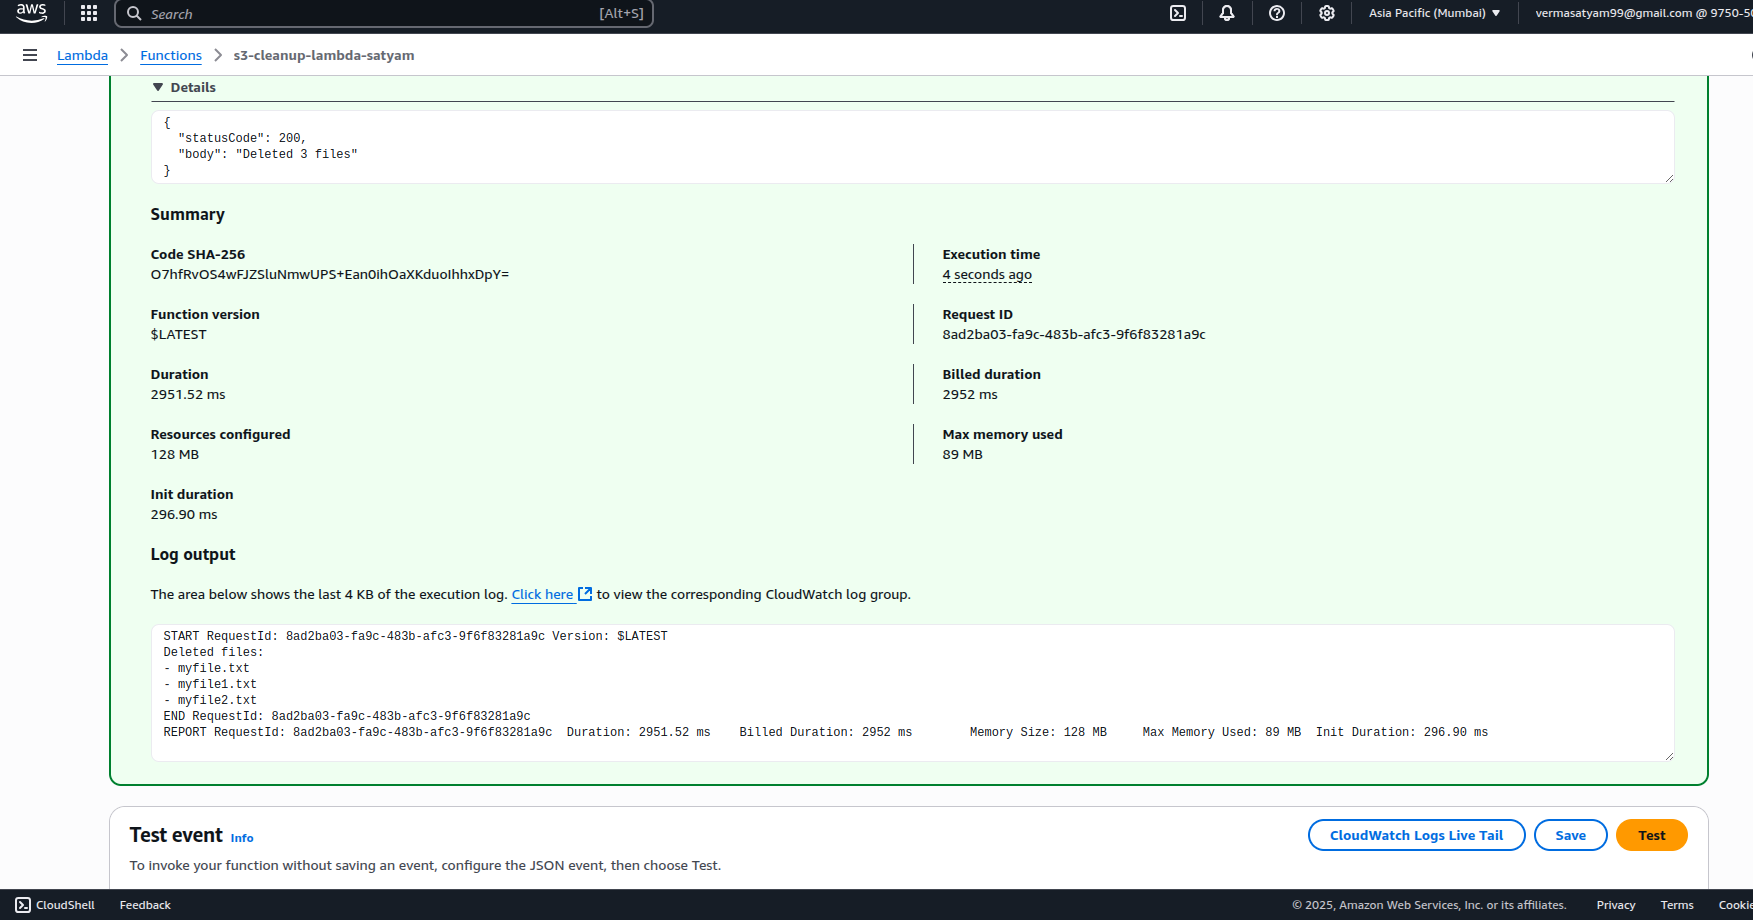 aws
Search [Alt+S]
Asia Pacific (Mumbai) vermasatyam99@gmail.com @ 9750-50
Lambda Functions s3-cleanup-lambda-satyam
Details
{
"statusCode": 200,
"body": "Deleted 3 files"
}
Summary
Code SHA-256
O7hfRvOS4wFJZSluNmwUPS+Ean0ihOaXKduoIhhxDpY=
Execution time
4 seconds ago
Function version
$LATEST
Request ID
8ad2ba03-fa9c-483b-afc3-9f6f83281a9c
Duration
2951.52 ms
Billed duration
2952 ms
Resources configured
128 MB
Max memory used
89 MB
Init duration
296.90 ms
Log output
The area below shows the last 4 KB of the execution log. Click here to view the corresponding CloudWatch log group.
START RequestId: 8ad2ba03-fa9c-483b-afc3-9f6f83281a9c Version: $LATEST
Deleted files:
- myfile.txt
- myfile1.txt
- myfile2.txt
END RequestId: 8ad2ba03-fa9c-483b-afc3-9f6f83281a9c
REPORT RequestId: 8ad2ba03-fa9c-483b-afc3-9f6f83281a9c Duration: 2951.52 ms Billed Duration: 2952 ms Memory Size: 128 MB Max Memory Used: 89 MB Init Duration: 296.90 ms
Test event Info
CloudWatch Logs Live Tail Save Test
To invoke your function without saving an event, configure the JSON event, then choose Test.
CloudShell Feedback © 2025, Amazon Web Services, Inc. or its affiliates. Privacy Terms Cookie